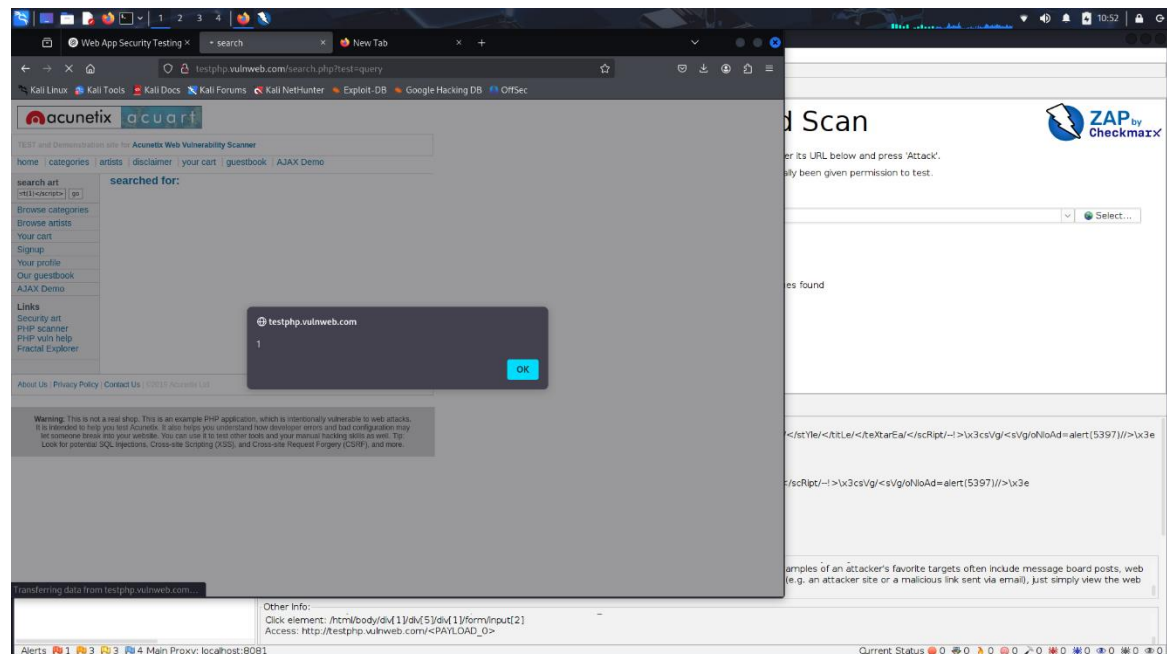 1 2 3 4
10:52
Web App Security Testing
search
New Tab
testphp.vulnweb.com/search.php?test=query
Kali Linux Kali Tools Kali Docs Kali Forums Kali NetHunter Exploit-DB Google Hacking DB OffSec
acunetix acuart
TEST and Demonstration site for Acunetix Web Vulnerability Scanner
home categories artists disclaimer your cart guestbook AJAX Demo
search art
go
Browse categories
Browse artists
Your cart
Signup
Your profile
Our guestbook
AJAX Demo
Links
Security art
PHP scanner
PHP vuln help
Fractal Explorer
searched for:
testphp.vulnweb.com
1
OK
About Us Privacy Policy Contact Us ©2019 Acunetix Ltd
Warning: This is not a real shop. This is an example PHP application, which is intentionally vulnerable to web attacks.
It is intended to help you test Acunetix. It also helps you understand how developer errors and bad configuration may
let someone break into your website. You can use it to test other tools and your manual hacking skills as well. Tip:
Look for potential SQL Injections, Cross-site Scripting (XSS), and Cross-site Request Forgery (CSRF), and more.
Transferring data from testphp.vulnweb.com...
d Scan
ZAP by
Checkmarx
er its URL below and press 'Attack'.
ally been given permission to test.
Select...
es found
'</stYle/</titLe/</teXtarEa/</scRipt/--!>\x3csVg/<sVg/oNloAd=alert(5397)//>\x3e
</scRipt/--!>\x3csVg/<sVg/oNloAd=alert(5397)//>\x3e
amples of an attacker's favorite targets often include message board posts, web
(e.g. an attacker site or a malicious link sent via email), just simply view the web
Other Info:
Click element: /html/body/div[1]/div[5]/div[1]/form/input[2]
Access: http://testphp.vulnweb.com/<PAYLOAD_0>
Alerts 1 3 3 4 Main Proxy: localhost:8081
Current Status 0 0 0 0 0 0 0 0 0 0